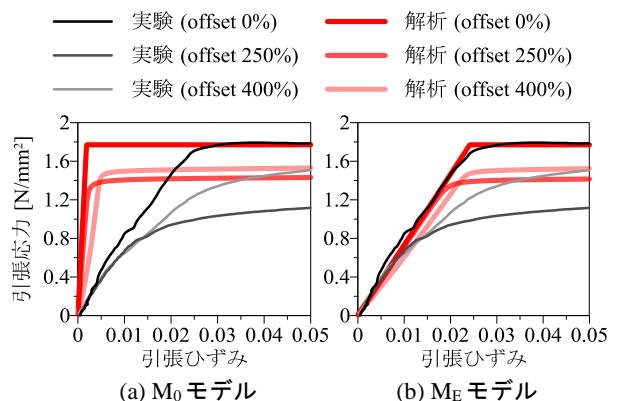 実験 (offset 0%) 解析 (offset 0%)
実験 (offset 250%) 解析 (offset 250%)
実験 (offset 400%) 解析 (offset 400%)
引張応力 [N/mm²]
2
1.6
1.2
0.8
0.4
0
0 0.01 0.02 0.03 0.04 0.05
引張ひずみ
(a) M₀ モデル
2
1.6
1.2
0.8
0.4
0
0 0.01 0.02 0.03 0.04 0.05
引張ひずみ
(b) M_E モデル